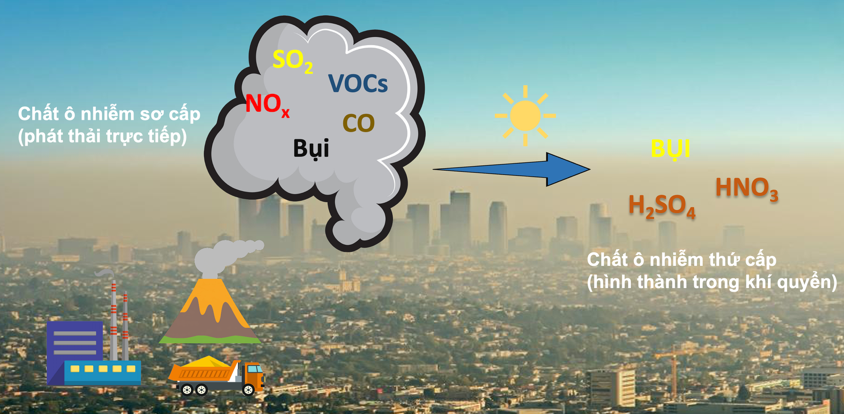 SO₂
VOCs
NOₓ
CO
Bụi
Chất ô nhiễm sơ cấp
(phát thải trực tiếp)
BỤI
HNO₃
H₂SO₄
Chất ô nhiễm thứ cấp
(hình thành trong khí quyển)